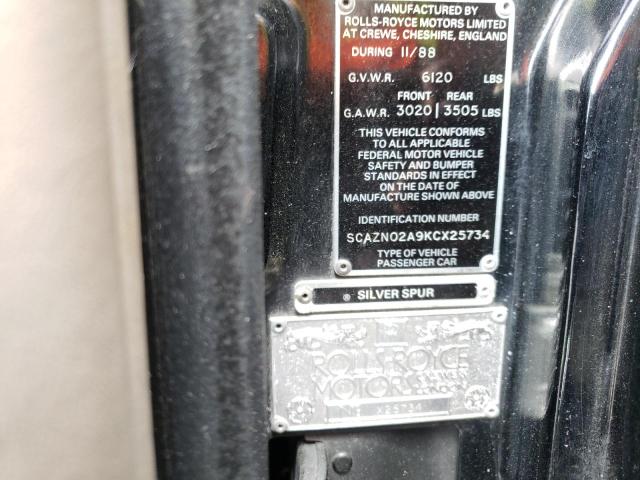 MANUFACTURED BY
ROLLS-ROYCE MOTORS LIMITED
AT CREWE, CHESHIRE, ENGLAND
DURING 11/88
G.V.W.R. 6120 LBS
FRONT REAR
G.A.W.R. 3020 | 3505 LBS
THIS VEHICLE CONFORMS
TO ALL APPLICABLE
FEDERAL MOTOR VEHICLE
SAFETY AND BUMPER
STANDARDS IN EFFECT
ON THE DATE OF
MANUFACTURE SHOWN ABOVE
IDENTIFICATION NUMBER
SCAZN02A9KCX25734
TYPE OF VEHICLE
PASSENGER CAR
® SILVER SPUR
ROLLS-ROYCE
MOTORS
X25734